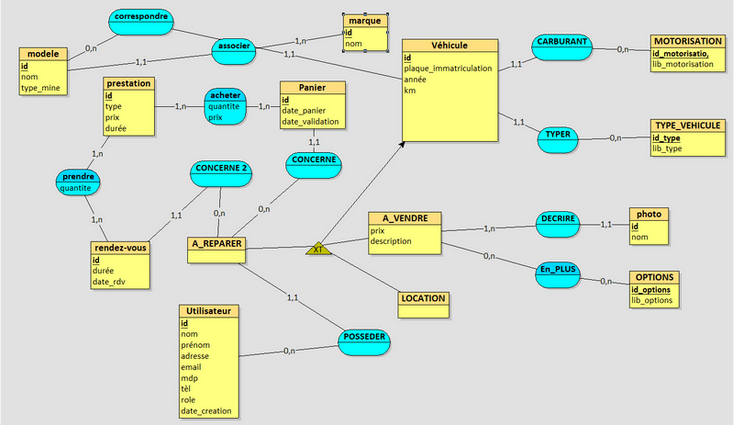 correspondre
0,n
modele
id
nom
type_mine
1,1
associer
1,n
1,1
marque
id
nom
Véhicule
id
plaque_immatriculation
année
km
1,1
CARBURANT
0,n
MOTORISATION
id_motorisatio,
lib_motorisation
1,1
TYPER
0,n
TYPE_VEHICULE
id_type
lib_type
prestation
id
type
prix
durée
1,n
acheter
quantite
prix
1,n
Panier
id
date_panier
date_validation
1,1
CONCERNE
0,n
1,n
prendre
quantite
1,n
CONCERNE 2
1,1
0,n
rendez-vous
id
durée
date_rdv
A_REPARER
XT
A_VENDRE
prix
description
1,n
DECRIRE
1,1
photo
id
nom
0,n
En_PLUS
0,n
OPTIONS
id_options
lib_options
LOCATION
1,1
POSSEDER
0,n
Utilisateur
id
nom
prénom
adresse
email
mdp
tèl
role
date_creation